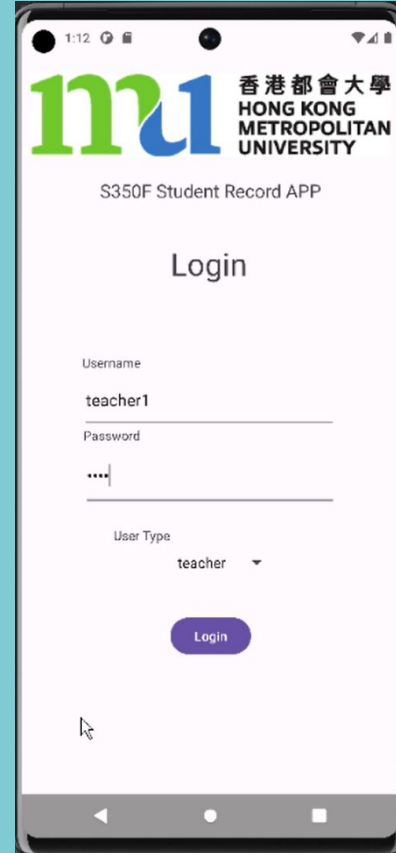 1:12
香港都會大學
HONG KONG
METROPOLITAN
UNIVERSITY
S350F Student Record APP
Login
Username
teacher1
Password
••••
User Type
teacher
Login